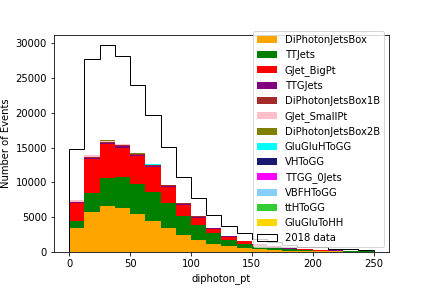 30000
25000
20000
15000
10000
5000
0
Number of Events
0
50
100
150
200
250
diphoton_pt
DiPhotonJetsBox
TTJets
GJet_BigPt
TTGJets
DiPhotonJetsBox1B
GJet_SmallPt
DiPhotonJetsBox2B
GluGluHToGG
VHToGG
TTGG_0Jets
VBFHToGG
ttHToGG
GluGluToHH
2018 data